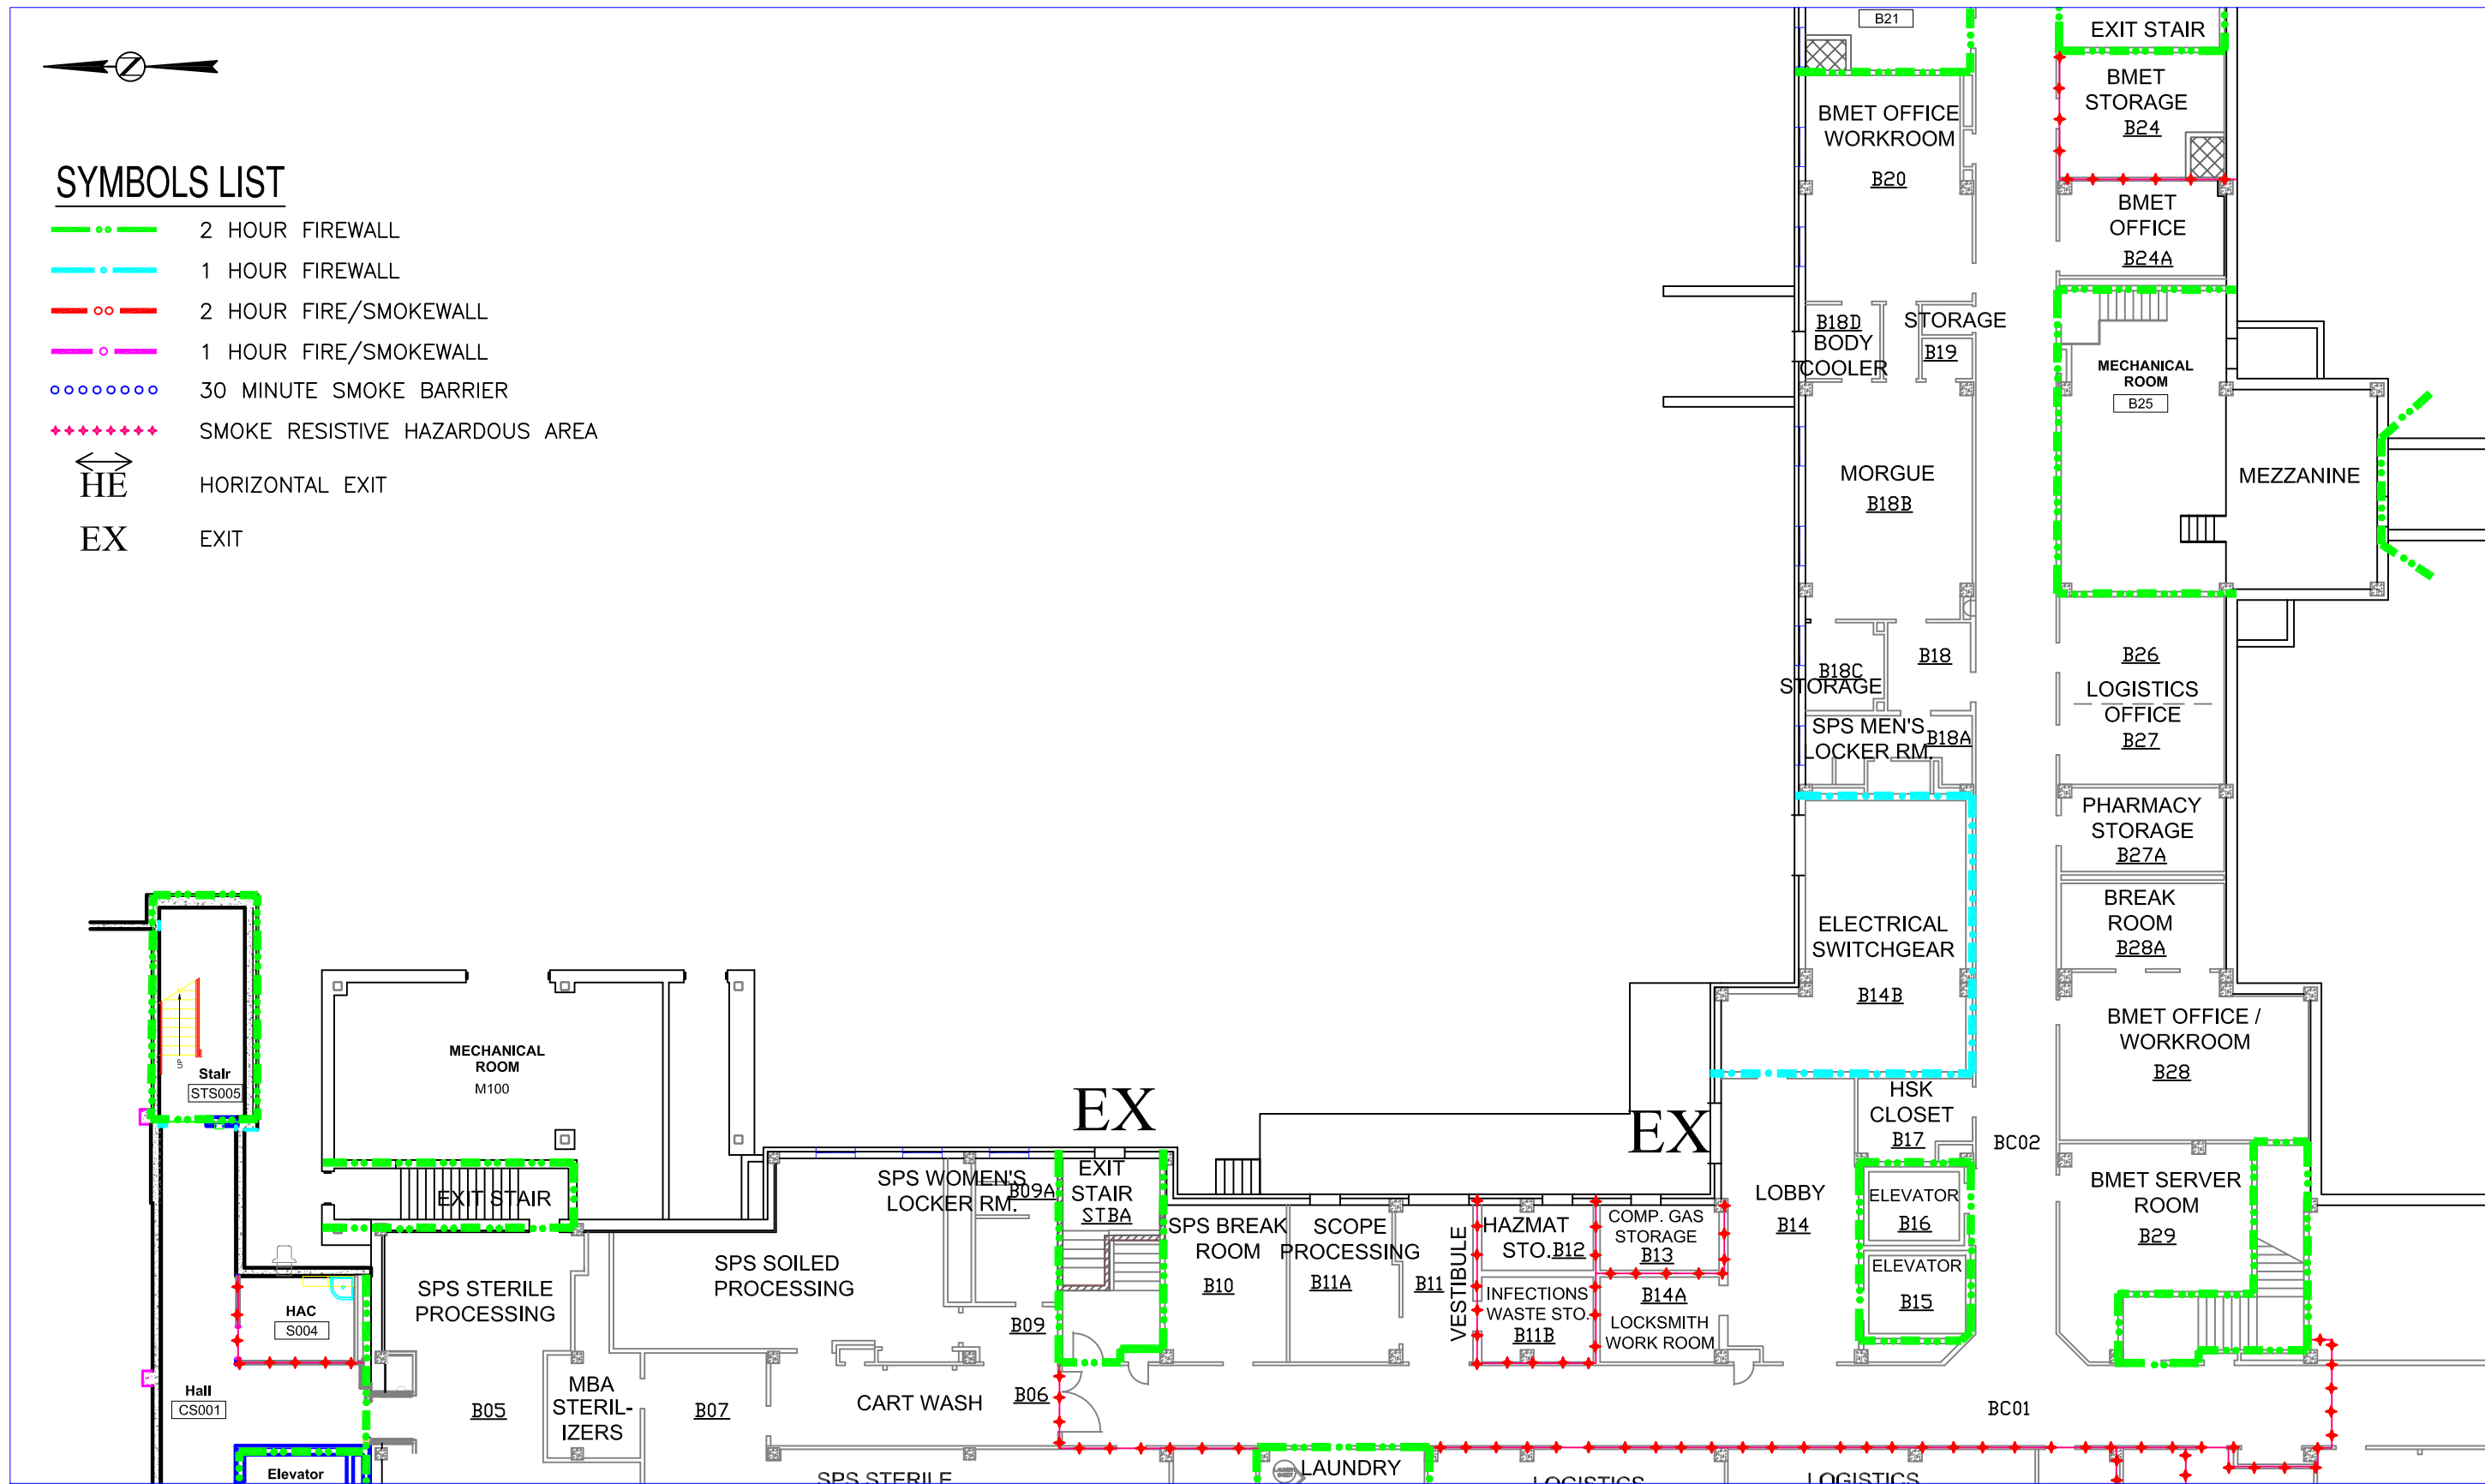 B21
EXIT STAIR
BMET
STORAGE
B24
BMET OFFICE
WORKROOM
B20
Z
SYMBOLS LIST
2 HOUR FIREWALL
1 HOUR FIREWALL
2 HOUR FIRE/SMOKEWALL
1 HOUR FIRE/SMOKEWALL
30 MINUTE SMOKE BARRIER
SMOKE RESISTIVE HAZARDOUS AREA
HE HORIZONTAL EXIT
EX EXIT
BMET
OFFICE
B24A
B18D
BODY
COOLER
STORAGE
B19
MECHANICAL
ROOM
B25
MEZZANINE
MORGUE
B18B
B18C
STORAGE
B18
B26
LOGISTICS
OFFICE
B27
SPS MEN'S
LOCKER RM.
B18A
PHARMACY
STORAGE
B27A
BREAK
ROOM
B28A
ELECTRICAL
SWITCHGEAR
B14B
BMET OFFICE /
WORKROOM
B28
UP
Stair
STS005
MECHANICAL
ROOM
M100
EX
EX
HSK
CLOSET
B17
BC02
EXIT STAIR
SPS WOMEN'S
LOCKER RM.
B09A
EXIT
STAIR
STBA
SPS BREAK
ROOM
B10
SCOPE
PROCESSING
B11A
B11
VESTIBULE
HAZMAT
STO.
B12
COMP. GAS
STORAGE
B13
LOBBY
B14
ELEVATOR
B16
ELEVATOR
B15
BMET SERVER
ROOM
B29
SPS STERILE
PROCESSING
SPS SOILED
PROCESSING
B09
INFECTIONS
WASTE STO.
B11B
B14A
LOCKSMITH
WORK ROOM
HAC
S004
Hall
CS001
B05
MBA
STERIL-
IZERS
B07
CART WASH
B06
BC01
Elevator
SPS STERILE
LAUNDRY
LOGISTICS
LOGISTICS